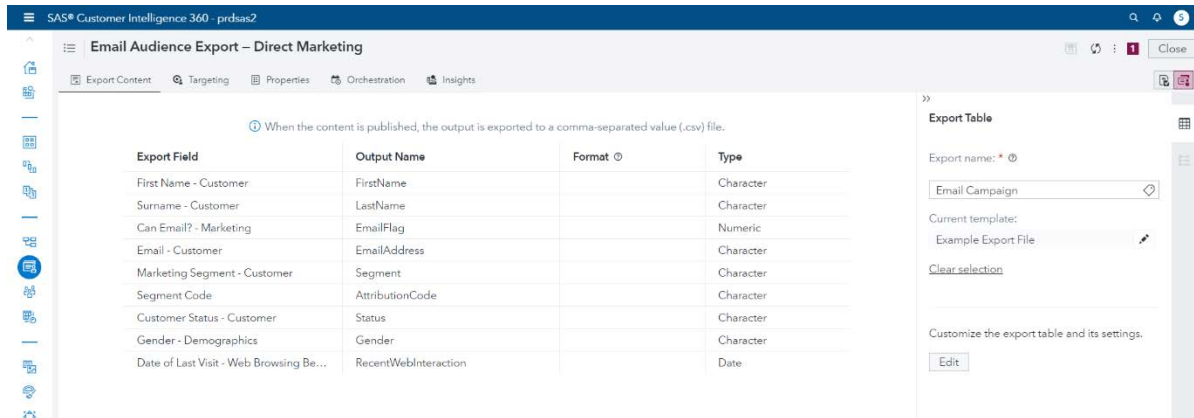 SAS® Customer Intelligence 360 - prdsas2
S
Email Audience Export – Direct Marketing
1
Close
Export Content Targeting Properties Orchestration Insights
When the content is published, the output is exported to a comma-separated value (.csv) file.
Export Field Output Name Format Type
First Name - Customer FirstName Character
Surname - Customer LastName Character
Can Email? - Marketing EmailFlag Numeric
Email - Customer EmailAddress Character
Marketing Segment - Customer Segment Character
Segment Code AttributionCode Character
Customer Status - Customer Status Character
Gender - Demographics Gender Character
Date of Last Visit - Web Browsing Be... RecentWebInteraction Date
Export Table
Export name: *
Email Campaign
Current template:
Example Export File
Clear selection
Customize the export table and its settings.
Edit